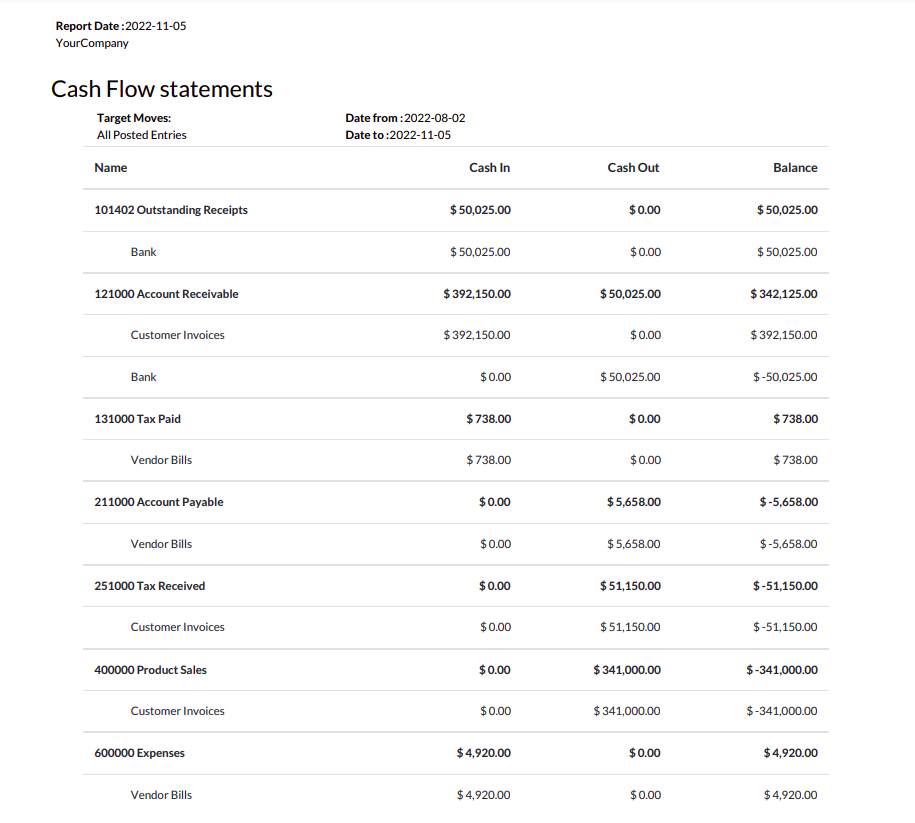 Report Date :2022-11-05
YourCompany
Cash Flow statements
Target Moves: Date from :2022-08-02
All Posted Entries Date to :2022-11-05
Name Cash In Cash Out Balance
101402 Outstanding Receipts $ 50,025.00 $ 0.00 $ 50,025.00
Bank $ 50,025.00 $ 0.00 $ 50,025.00
121000 Account Receivable $ 392,150.00 $ 50,025.00 $ 342,125.00
Customer Invoices $ 392,150.00 $ 0.00 $ 392,150.00
Bank $ 0.00 $ 50,025.00 $ -50,025.00
131000 Tax Paid $ 738.00 $ 0.00 $ 738.00
Vendor Bills $ 738.00 $ 0.00 $ 738.00
211000 Account Payable $ 0.00 $ 5,658.00 $ -5,658.00
Vendor Bills $ 0.00 $ 5,658.00 $ -5,658.00
251000 Tax Received $ 0.00 $ 51,150.00 $ -51,150.00
Customer Invoices $ 0.00 $ 51,150.00 $ -51,150.00
400000 Product Sales $ 0.00 $ 341,000.00 $ -341,000.00
Customer Invoices $ 0.00 $ 341,000.00 $ -341,000.00
600000 Expenses $ 4,920.00 $ 0.00 $ 4,920.00
Vendor Bills $ 4,920.00 $ 0.00 $ 4,920.00